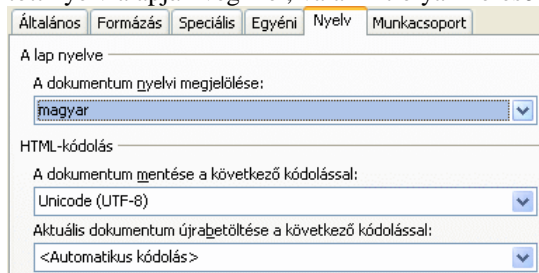 Általános Formázás Speciális Egyéni Nyelv Munkacsoport
A lap nyelve
A dokumentum nyelvi megjelölése:
magyar
HTML-kódolás
A dokumentum mentése a következő kódolással:
Unicode (UTF-8)
Aktuális dokumentum újrabetöltése a következő kódolással:
<Automatikus kódolás>